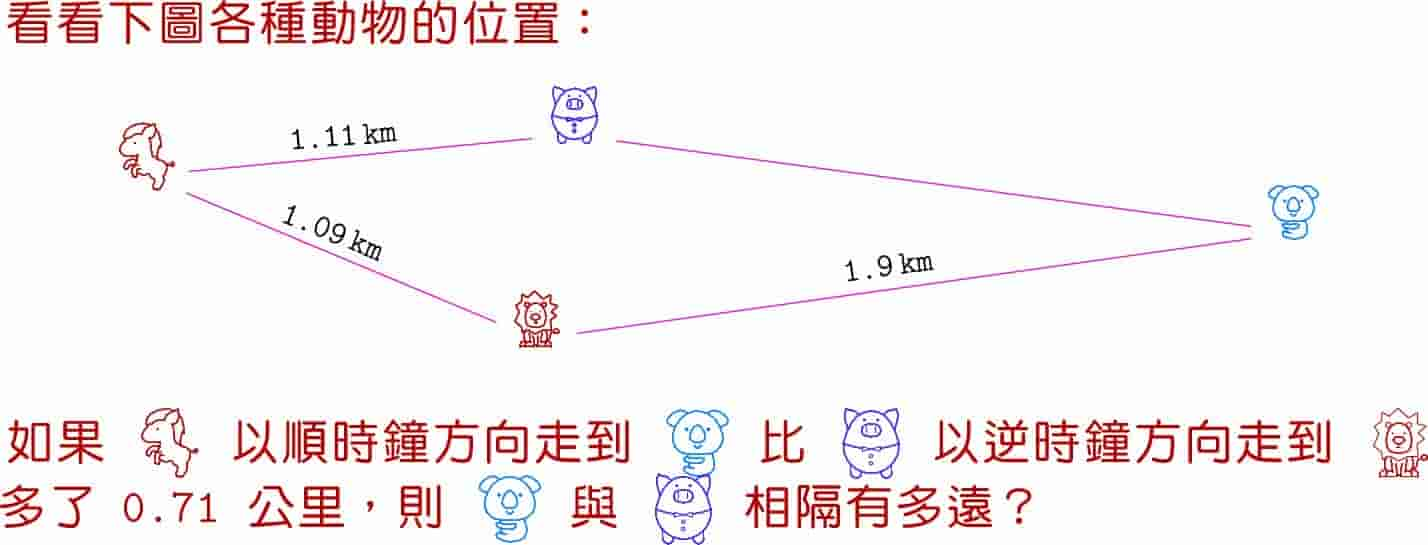 看看下圖各種動物的位置：
1.11 km
1.09 km
1.9 km
如果 以順時鐘方向走到 比 以逆時鐘方向走到
多了 0.71 公里，則 與 相隔有多遠？